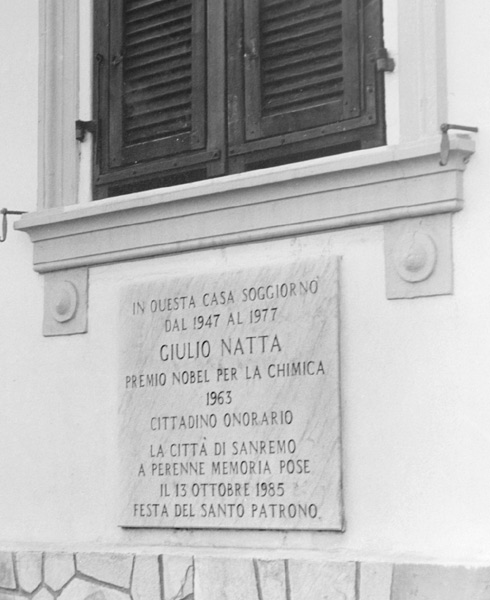 IN QUESTA CASA SOGGIORNÒ
DAL 1947 AL 1977
GIULIO NATTA
PREMIO NOBEL PER LA CHIMICA
1963
CITTADINO ONORARIO
LA CITTÀ DI SANREMO
A PERENNE MEMORIA POSE
IL 13 OTTOBRE 1985
FESTA DEL SANTO PATRONO.